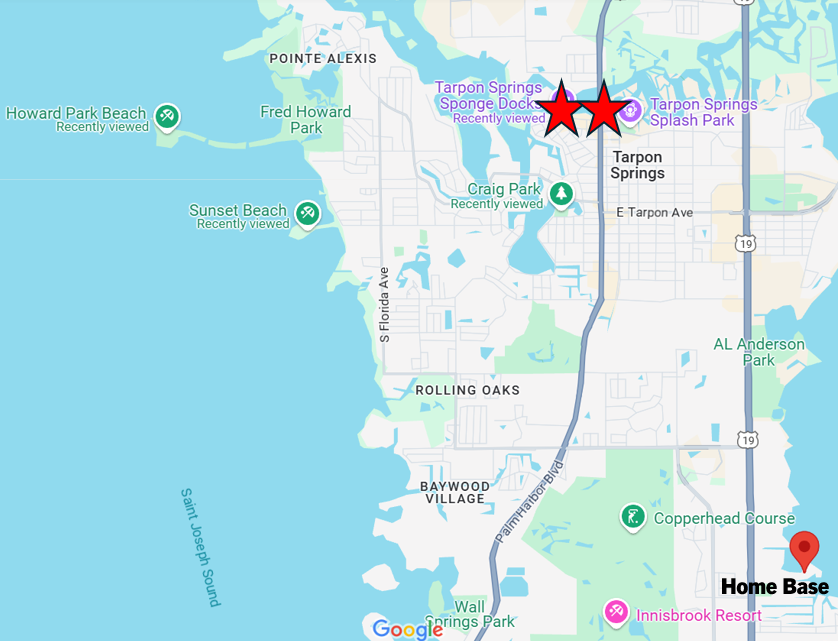 19
POINTE ALEXIS
Tarpon Springs
Sponge Docks
Recently viewed
Tarpon Springs
Splash Park
Howard Park Beach
Recently viewed
Fred Howard
Park
Tarpon
Springs
Craig Park
Recently viewed
Sunset Beach
Recently viewed
E Tarpon Ave
19
S Florida Ave
AL Anderson
Park
ROLLING OAKS
19
BAYWOOD
VILLAGE
Palm Harbor Blvd
Saint Joseph Sound
Copperhead Course
Home Base
Wall
Springs Park
Innisbrook Resort
Google